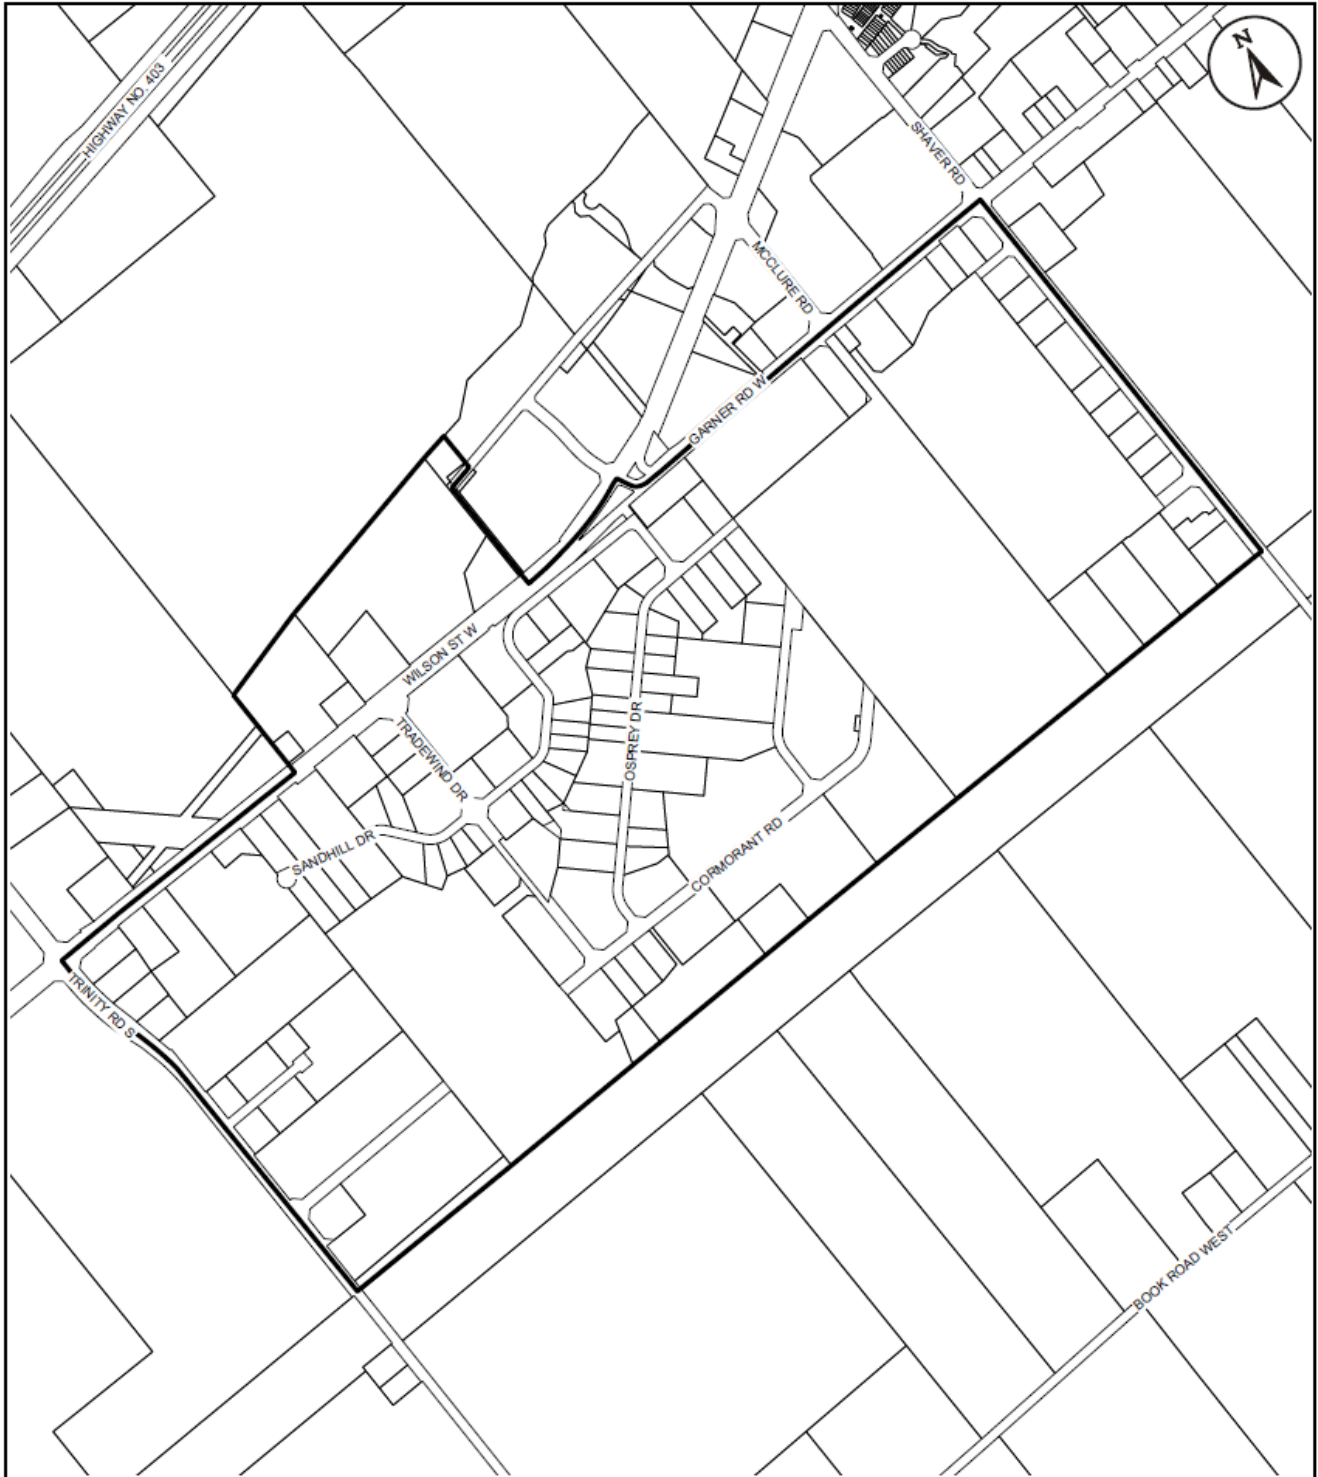 N
HIGHWAY NO. 403
SHAVER RD
MCCLURE RD
GARNER RD W
WILSON ST W
TRADEWIND DR
OSPREY DR
SANDHILL DR
CORMORANT RD
TRINITY RD S
BOOK ROAD WEST